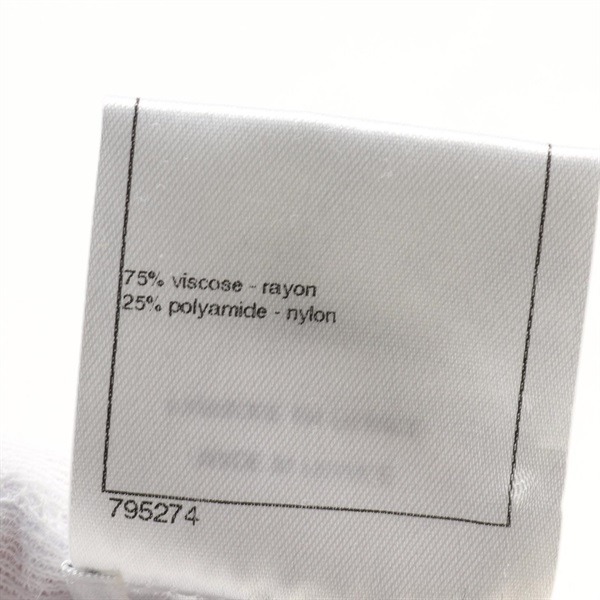 75% viscose - rayon
25% polyamide - nylon
795274